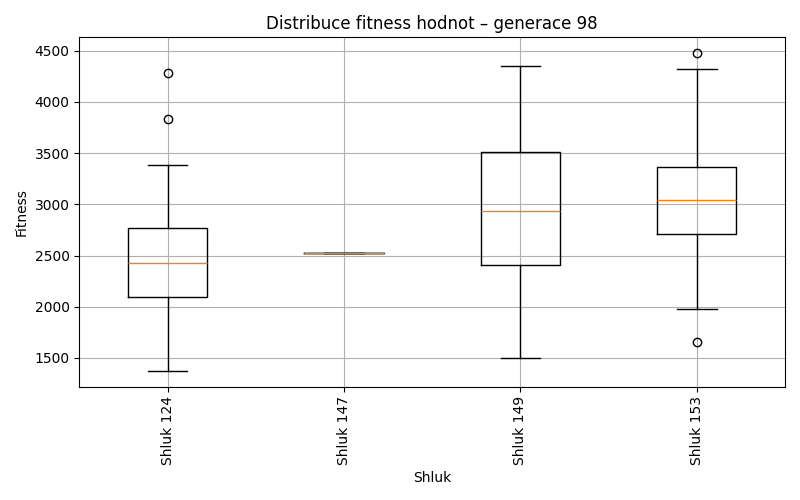 Distribuce fitness hodnot – generace 98
4500
4000
3500
3000
2500
2000
1500
Fitness
Shluk 124
Shluk 147
Shluk 149
Shluk 153
Shluk